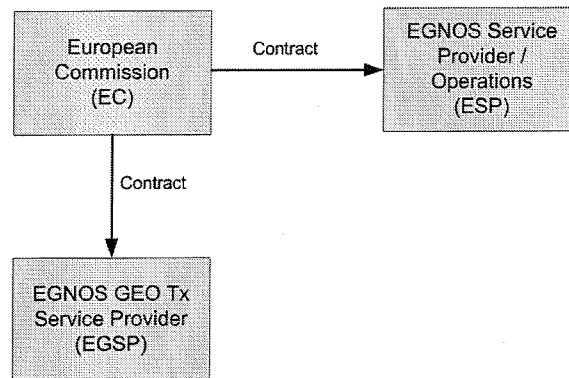 European
Commission
(EC)
Contract
EGNOS Service
Provider /
Operations
(ESP)
Contract
EGNOS GEO Tx
Service Provider
(EGSP)